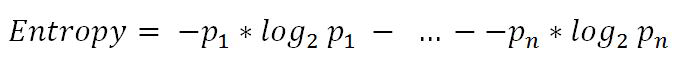 Entropy = −p₁ * log₂ p₁ − … − −pₙ * log₂ pₙ